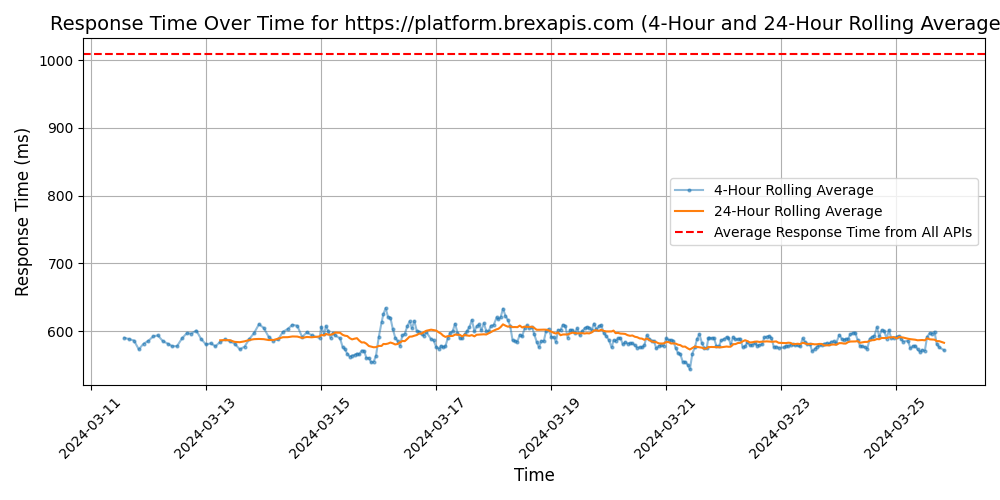 Response Time Over Time for https://platform.brexapis.com (4-Hour and 24-Hour Rolling Average
Response Time (ms)
1000
900
800
700
600
4-Hour Rolling Average
24-Hour Rolling Average
Average Response Time from All APIs
2024-03-11
2024-03-13
2024-03-15
2024-03-17
2024-03-19
2024-03-21
2024-03-23
2024-03-25
Time